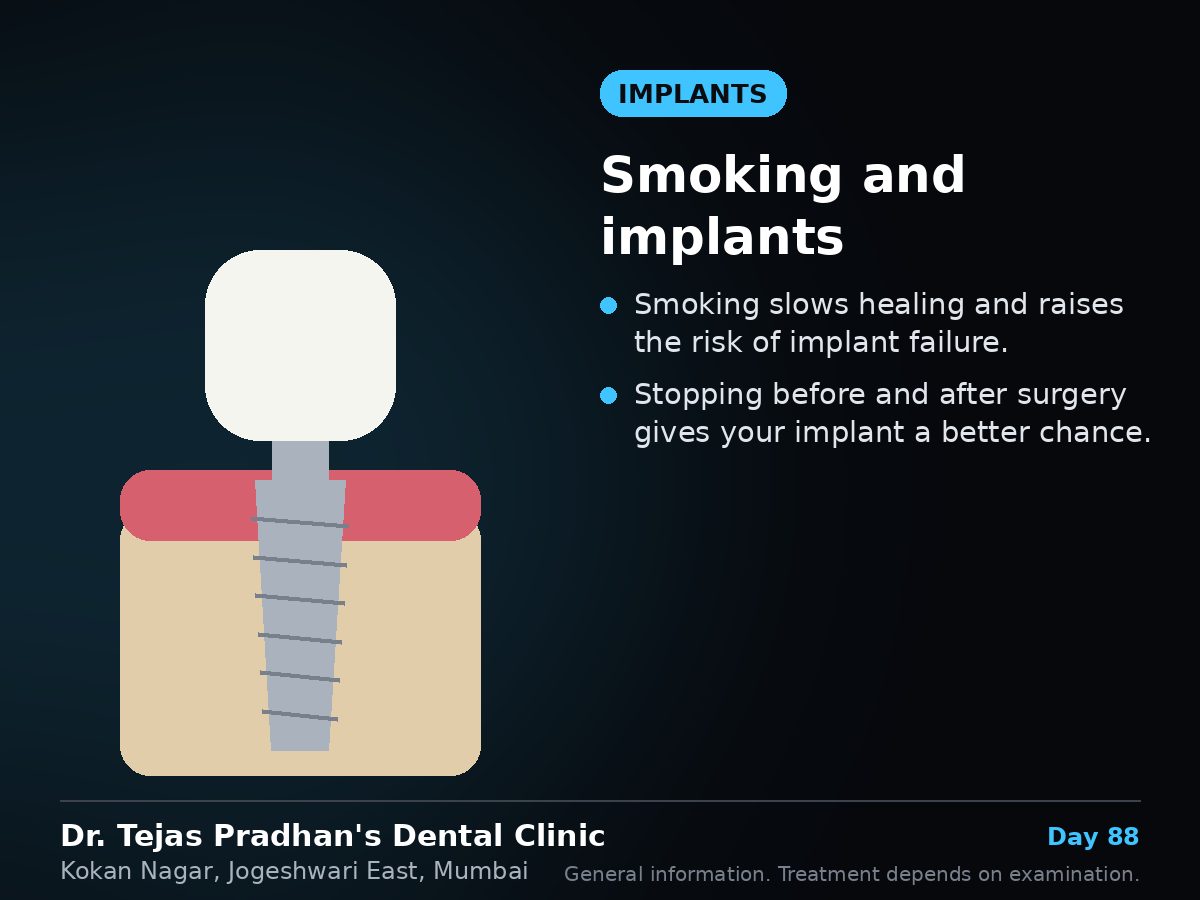 IMPLANTS
Smoking and
implants
Smoking slows healing and raises
the risk of implant failure.
Stopping before and after surgery
gives your implant a better chance.
Dr. Tejas Pradhan's Dental Clinic
Day 88
Kokan Nagar, Jogeshwari East, Mumbai
General information. Treatment depends on examination.